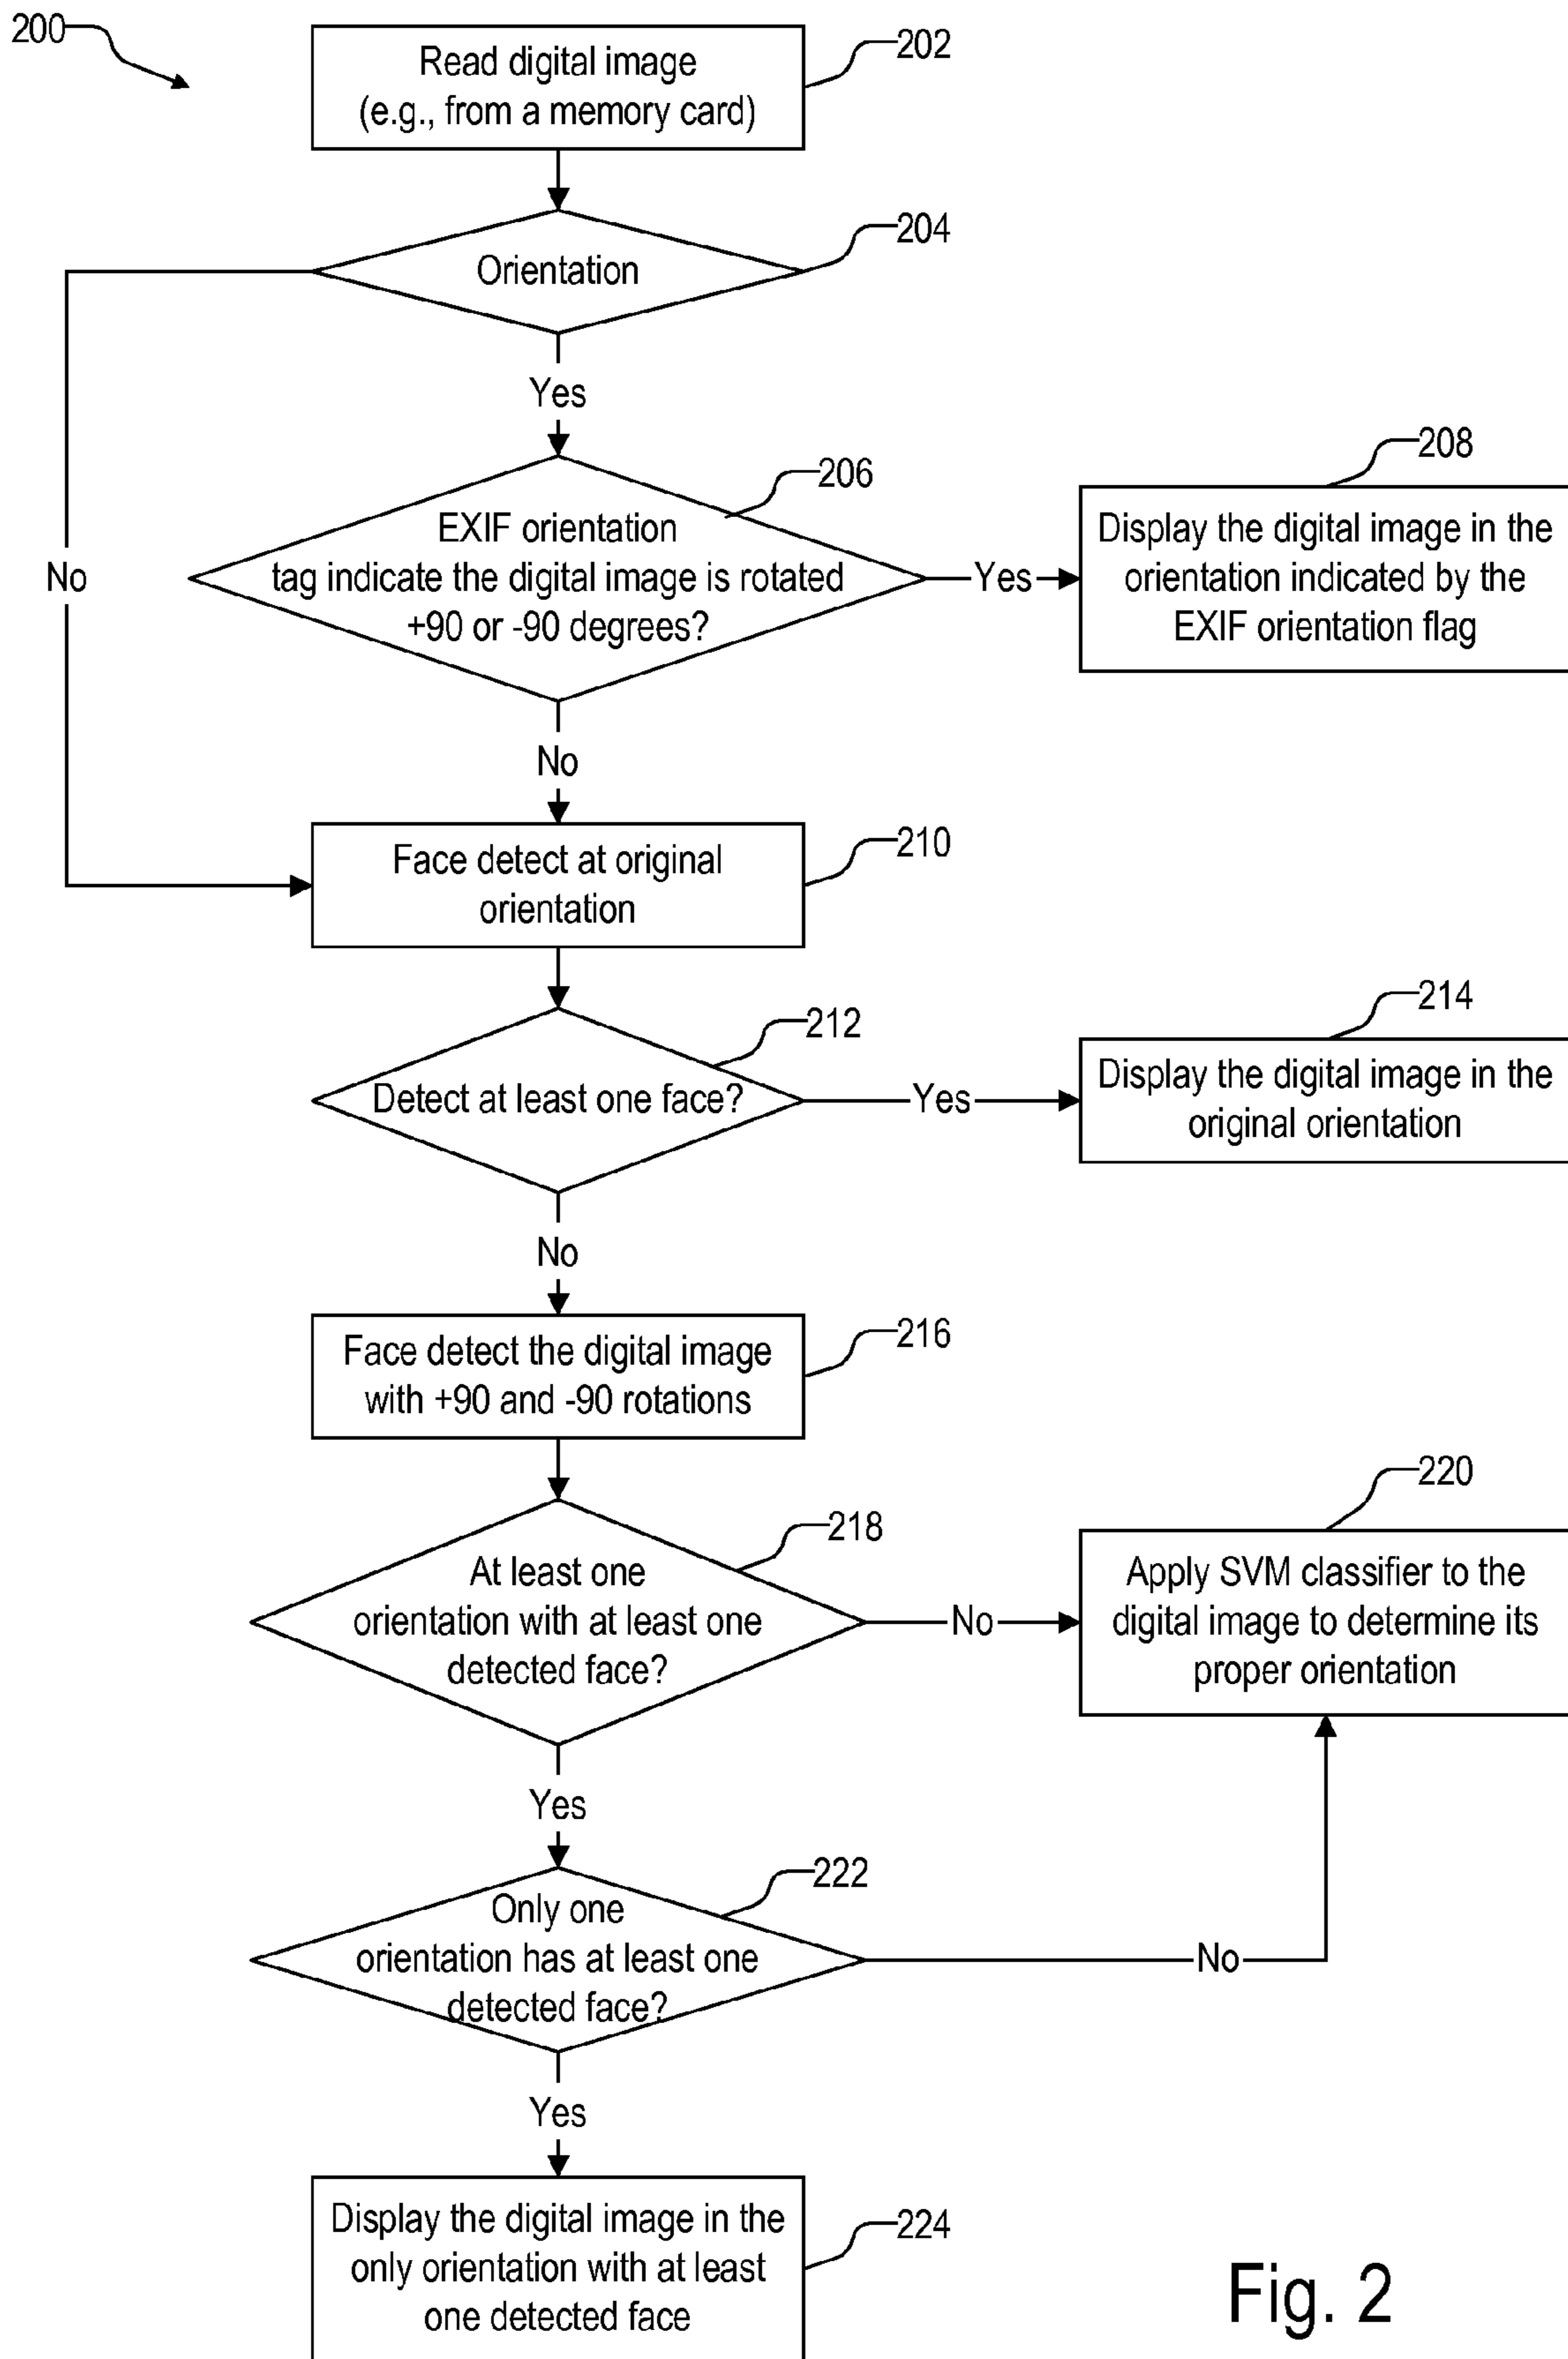 200
Read digital image
(e.g., from a memory card)
202
Orientation
204
Yes
No
EXIF orientation
tag indicate the digital image is rotated
+90 or -90 degrees?
206
Yes
Display the digital image in the
orientation indicated by the
EXIF orientation flag
208
No
Face detect at original
orientation
210
Detect at least one face?
212
Yes
Display the digital image in the
original orientation
214
No
Face detect the digital image
with +90 and -90 rotations
216
At least one
orientation with at least one
detected face?
218
No
Apply SVM classifier to the
digital image to determine its
proper orientation
220
Yes
Only one
orientation has at least one
detected face?
222
No
Yes
Display the digital image in the
only orientation with at least
one detected face
224
Fig. 2